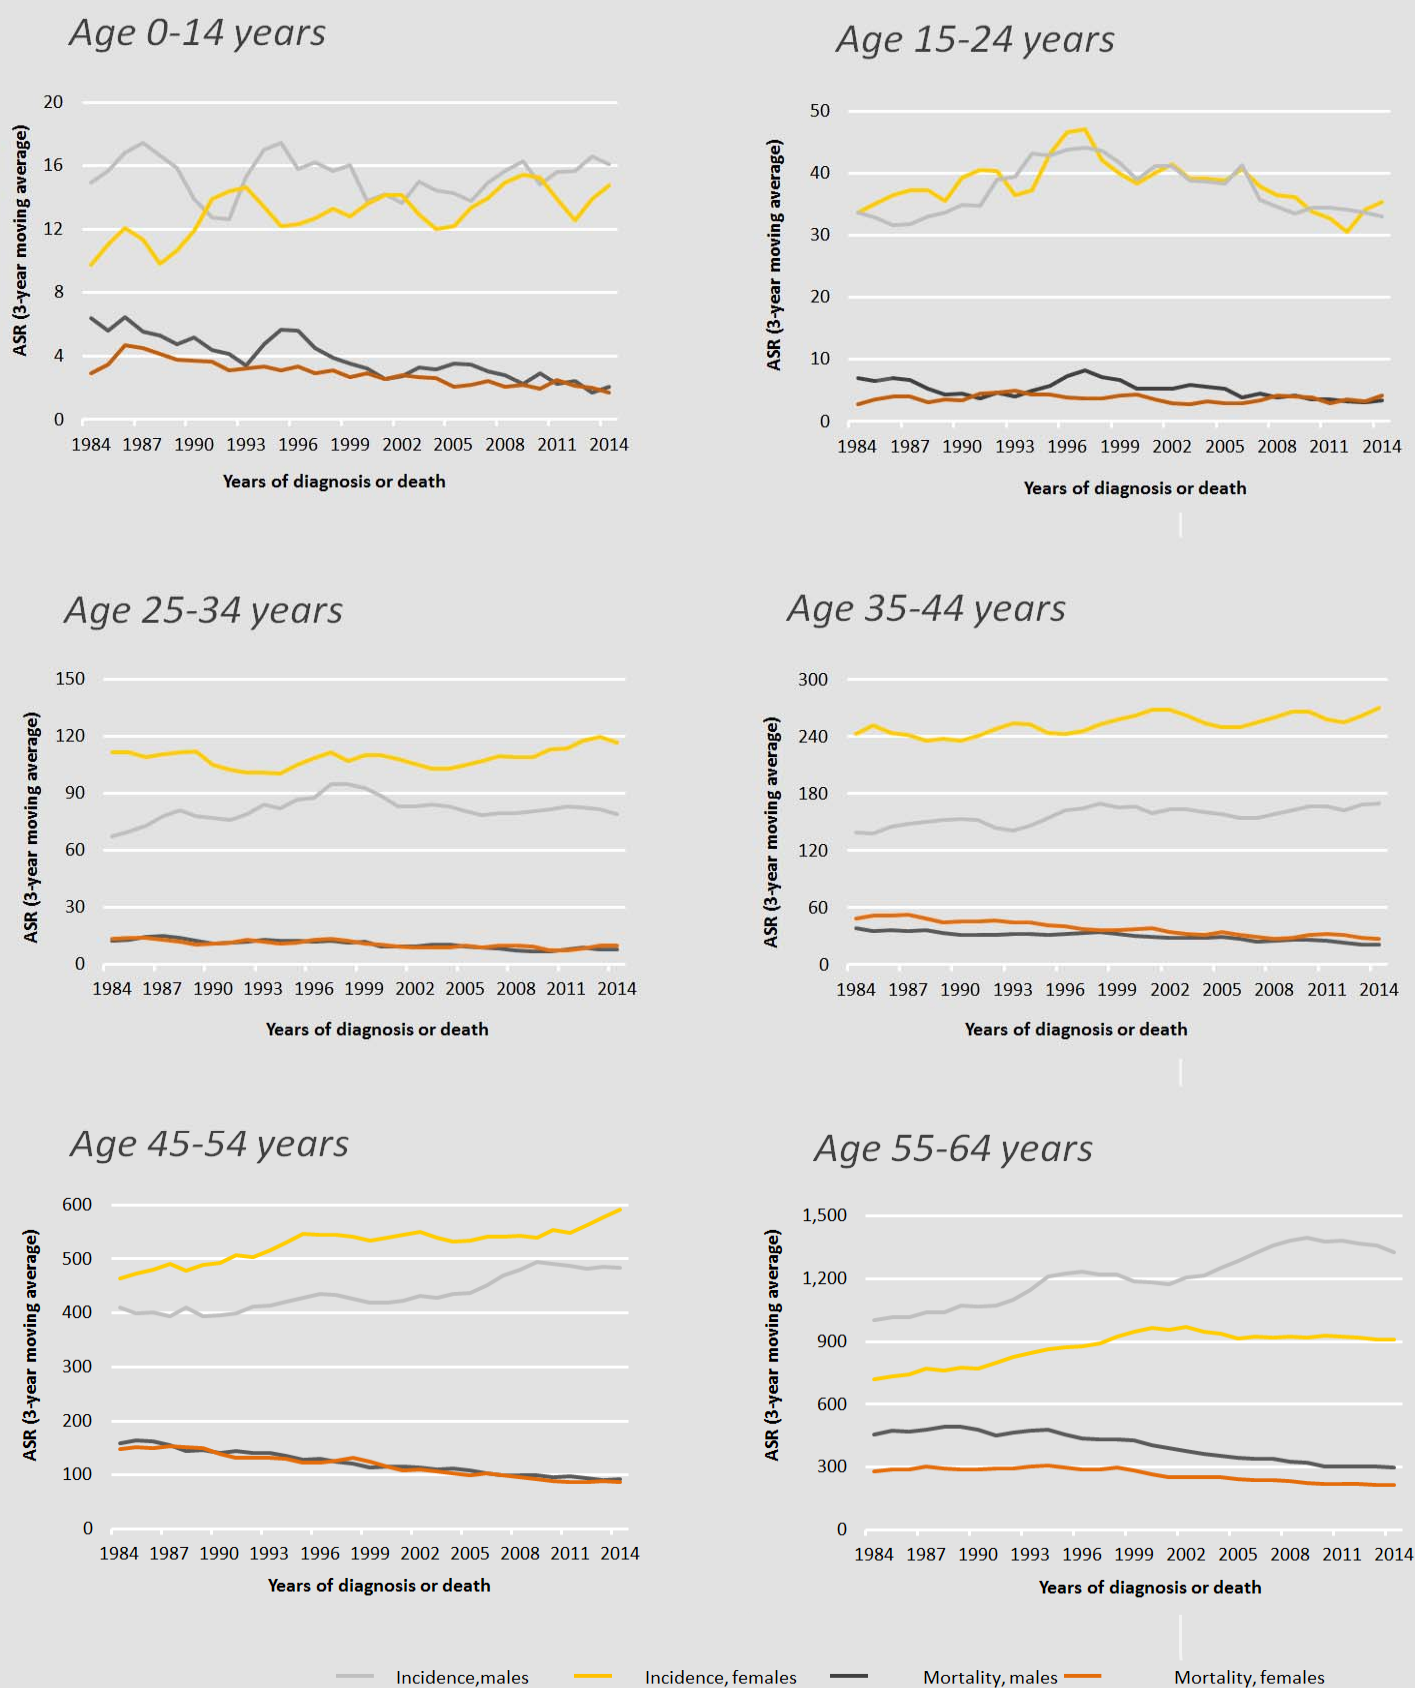 Age 0-14 years
ASR (3-year moving average)
20
16
12
8
4
0
1984 1987 1990 1993 1996 1999 2002 2005 2008 2011 2014
Years of diagnosis or death
Age 15-24 years
ASR (3-year moving average)
50
40
30
20
10
0
1984 1987 1990 1993 1996 1999 2002 2005 2008 2011 2014
Years of diagnosis or death
Age 25-34 years
ASR (3-year moving average)
150
120
90
60
30
0
1984 1987 1990 1993 1996 1999 2002 2005 2008 2011 2014
Years of diagnosis or death
Age 35-44 years
ASR (3-year moving average)
300
240
180
120
60
0
1984 1987 1990 1993 1996 1999 2002 2005 2008 2011 2014
Years of diagnosis or death
Age 45-54 years
ASR (3-year moving average)
600
500
400
300
200
100
0
1984 1987 1990 1993 1996 1999 2002 2005 2008 2011 2014
Years of diagnosis or death
Age 55-64 years
ASR (3-year moving average)
1,500
1,200
900
600
300
0
1984 1987 1990 1993 1996 1999 2002 2005 2008 2011 2014
Years of diagnosis or death
Incidence,males Incidence, females Mortality, males Mortality, females